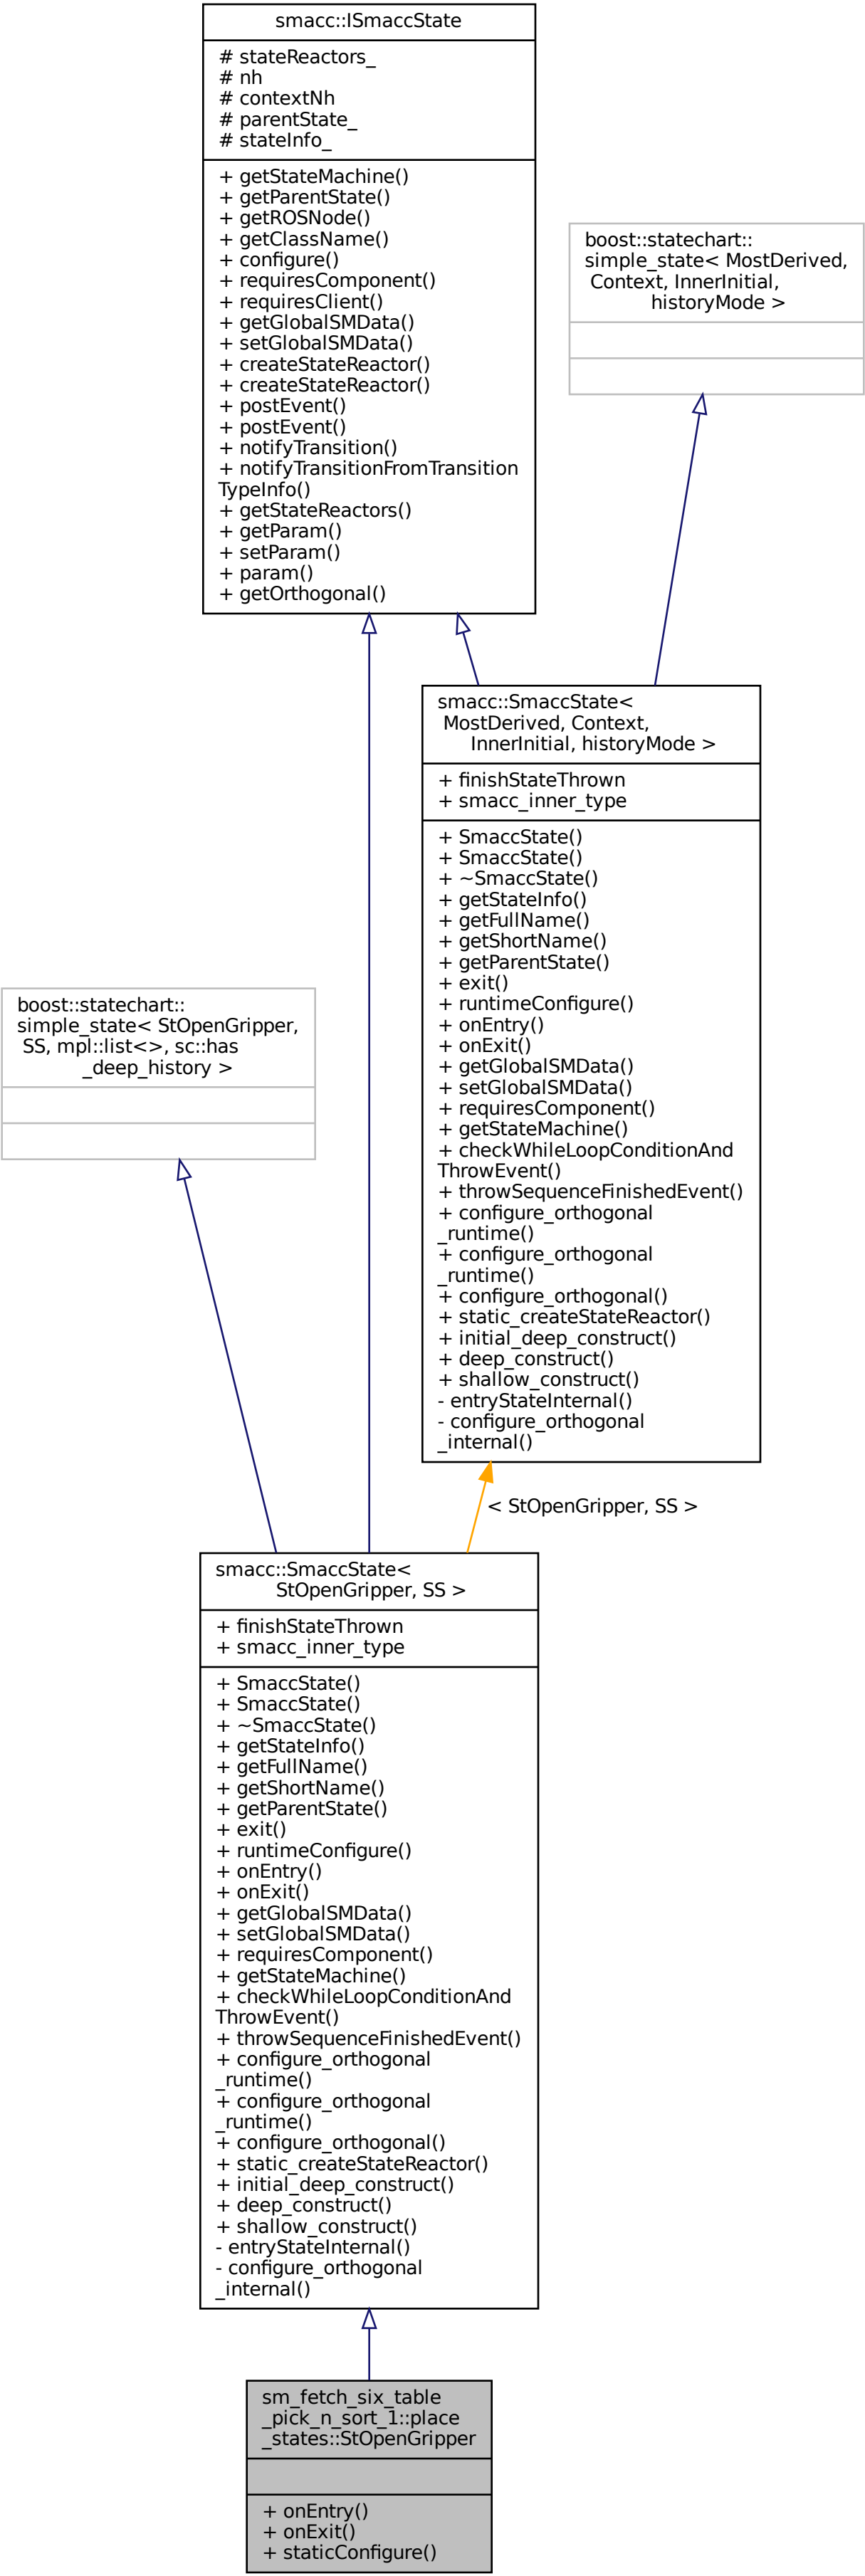 smacc::ISmaccState
# stateReactors_
# nh
# contextNh
# parentState_
# stateInfo_
+ getStateMachine()
+ getParentState()
+ getROSNode()
+ getClassName()
+ configure()
+ requiresComponent()
+ requiresClient()
+ getGlobalSMData()
+ setGlobalSMData()
+ createStateReactor()
+ createStateReactor()
+ postEvent()
+ postEvent()
+ notifyTransition()
+ notifyTransitionFromTransition
TypeInfo()
+ getStateReactors()
+ getParam()
+ setParam()
+ param()
+ getOrthogonal()
boost::statechart::
simple_state< MostDerived,
Context, InnerInitial,
historyMode >
smacc::SmaccState<
MostDerived, Context,
InnerInitial, historyMode >
+ finishStateThrown
+ smacc_inner_type
+ SmaccState()
+ SmaccState()
+ ~SmaccState()
+ getStateInfo()
+ getFullName()
+ getShortName()
+ getParentState()
+ exit()
+ runtimeConfigure()
+ onEntry()
+ onExit()
+ getGlobalSMData()
+ setGlobalSMData()
+ requiresComponent()
+ getStateMachine()
+ checkWhileLoopConditionAnd
ThrowEvent()
+ throwSequenceFinishedEvent()
+ configure_orthogonal
_runtime()
+ configure_orthogonal
_runtime()
+ configure_orthogonal()
+ static_createStateReactor()
+ initial_deep_construct()
+ deep_construct()
+ shallow_construct()
- entryStateInternal()
- configure_orthogonal
_internal()
boost::statechart::
simple_state< StOpenGripper,
SS, mpl::list<>, sc::has
_deep_history >
< StOpenGripper, SS >
smacc::SmaccState<
StOpenGripper, SS >
+ finishStateThrown
+ smacc_inner_type
+ SmaccState()
+ SmaccState()
+ ~SmaccState()
+ getStateInfo()
+ getFullName()
+ getShortName()
+ getParentState()
+ exit()
+ runtimeConfigure()
+ onEntry()
+ onExit()
+ getGlobalSMData()
+ setGlobalSMData()
+ requiresComponent()
+ getStateMachine()
+ checkWhileLoopConditionAnd
ThrowEvent()
+ throwSequenceFinishedEvent()
+ configure_orthogonal
_runtime()
+ configure_orthogonal
_runtime()
+ configure_orthogonal()
+ static_createStateReactor()
+ initial_deep_construct()
+ deep_construct()
+ shallow_construct()
- entryStateInternal()
- configure_orthogonal
_internal()
sm_fetch_six_table
_pick_n_sort_1::place
_states::StOpenGripper
+ onEntry()
+ onExit()
+ staticConfigure()